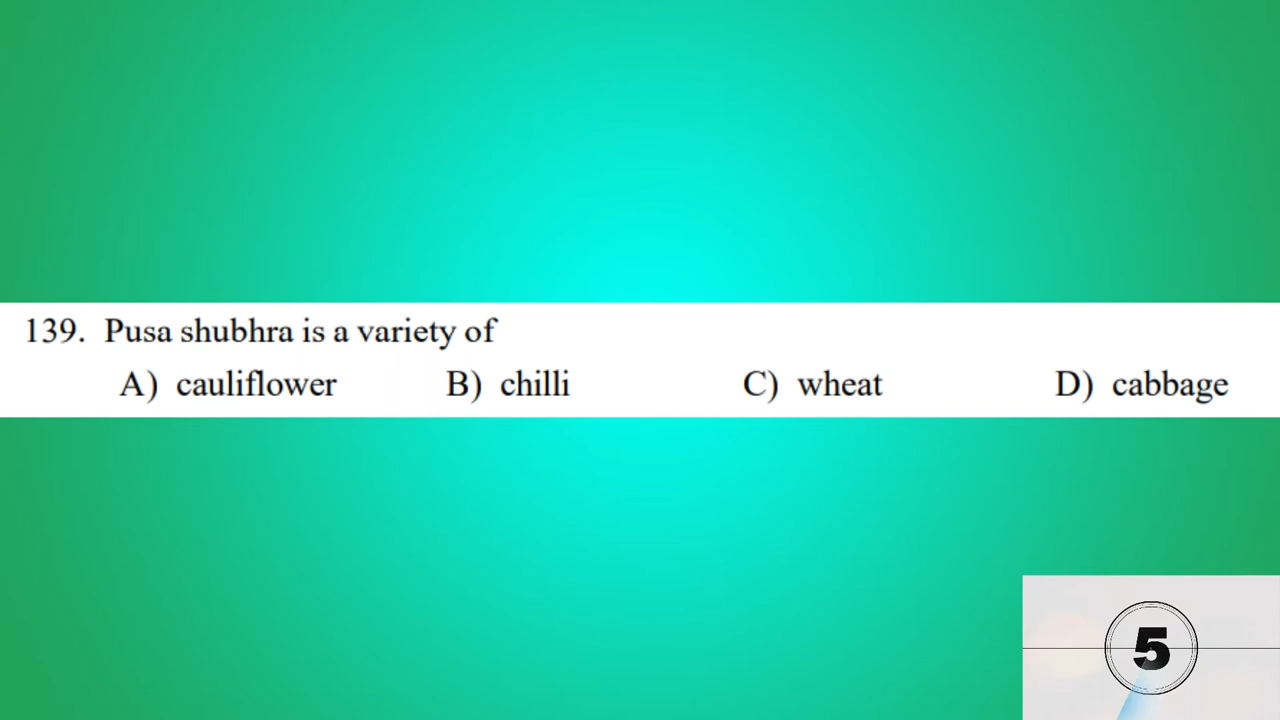 139. Pusa shubhra is a variety of
A) cauliflower B) chilli C) wheat D) cabbage
5